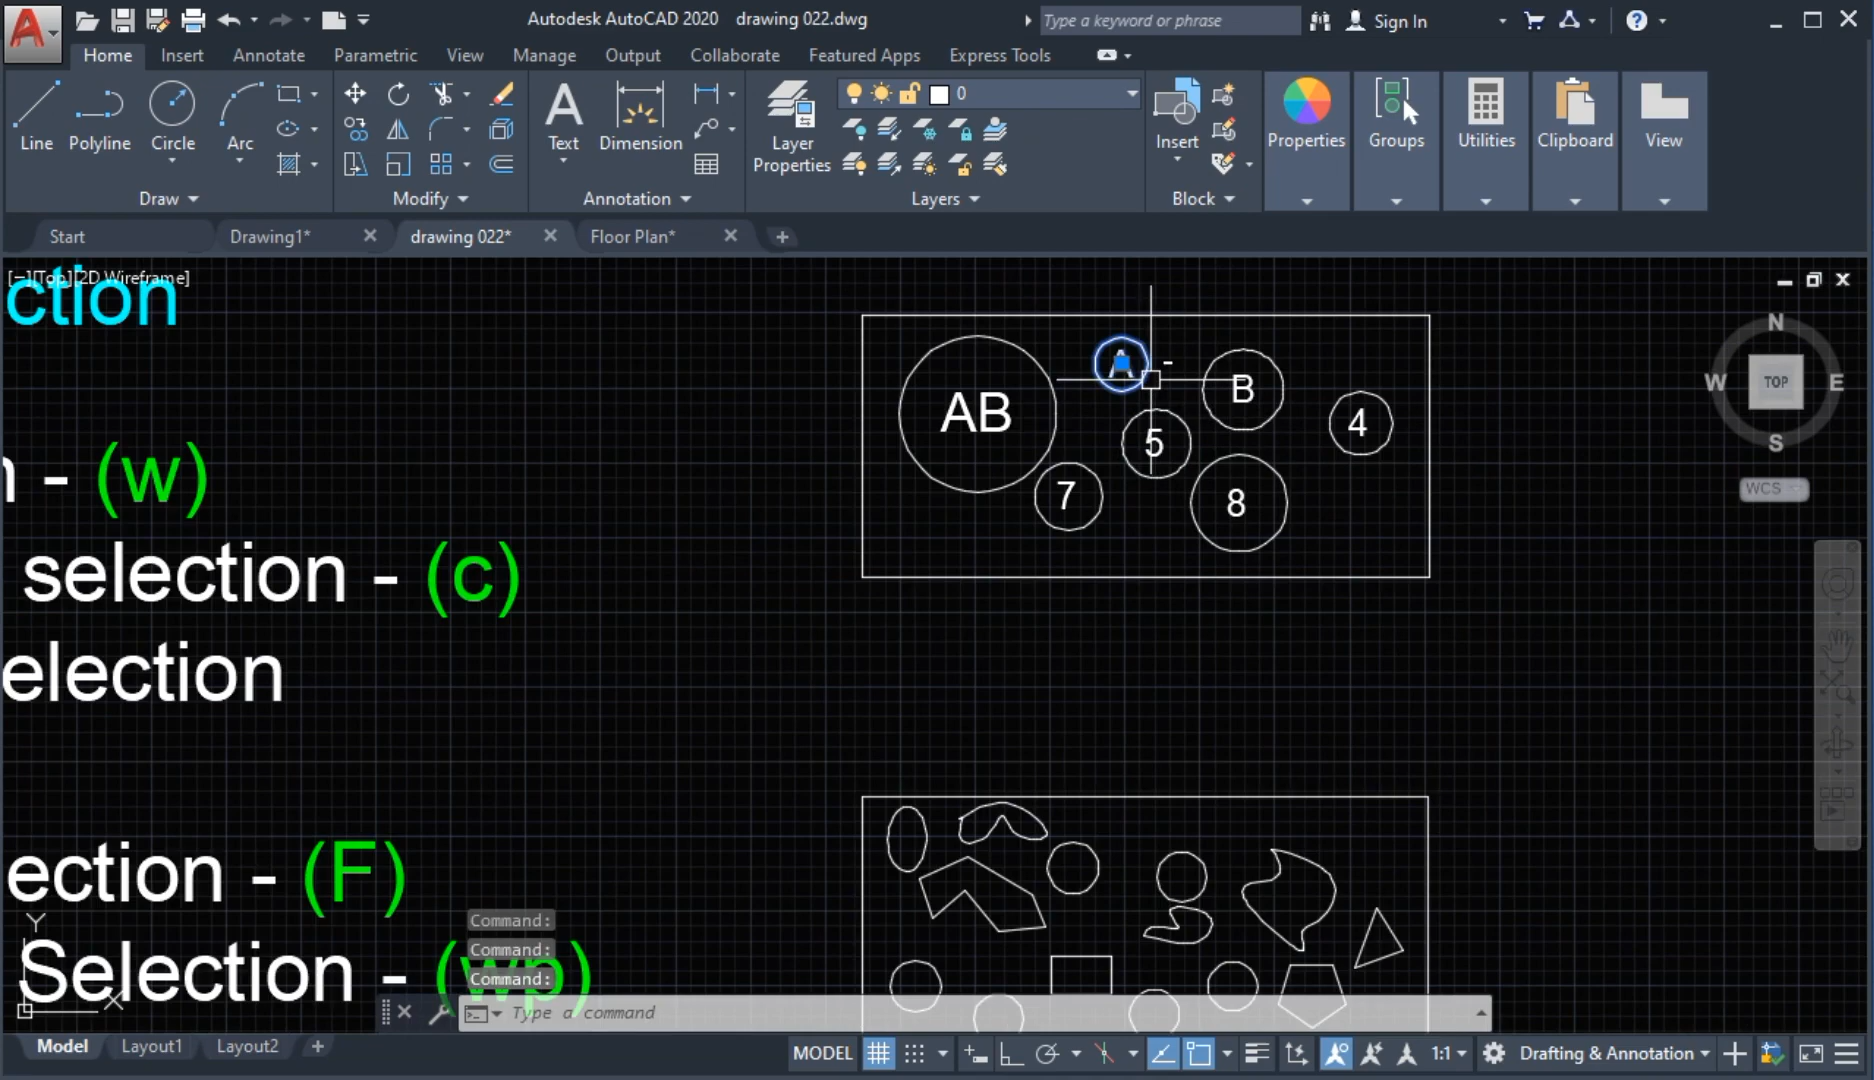 Autodesk AutoCAD 2020 drawing 022.dwg
Type a keyword or phrase
Sign In
Home Insert Annotate Parametric View Manage Output Collaborate Featured Apps Express Tools
0
Line Polyline Circle Arc
Text Dimension
Layer Properties
Insert
Properties Groups Utilities Clipboard View
Draw Modify Annotation Layers Block
Start Drawing1* drawing 022* Floor Plan*
[−][Top][2D Wireframe]
ction
- (w)
selection - (c)
election
ection - (F)
Selection - (wp)
AB A - B
5 4
7 8
N
W TOP E
S
WCS
Y
X
Command:
Command:
Command:
Type a command
Model Layout1 Layout2
MODEL 1:1 Drafting & Annotation